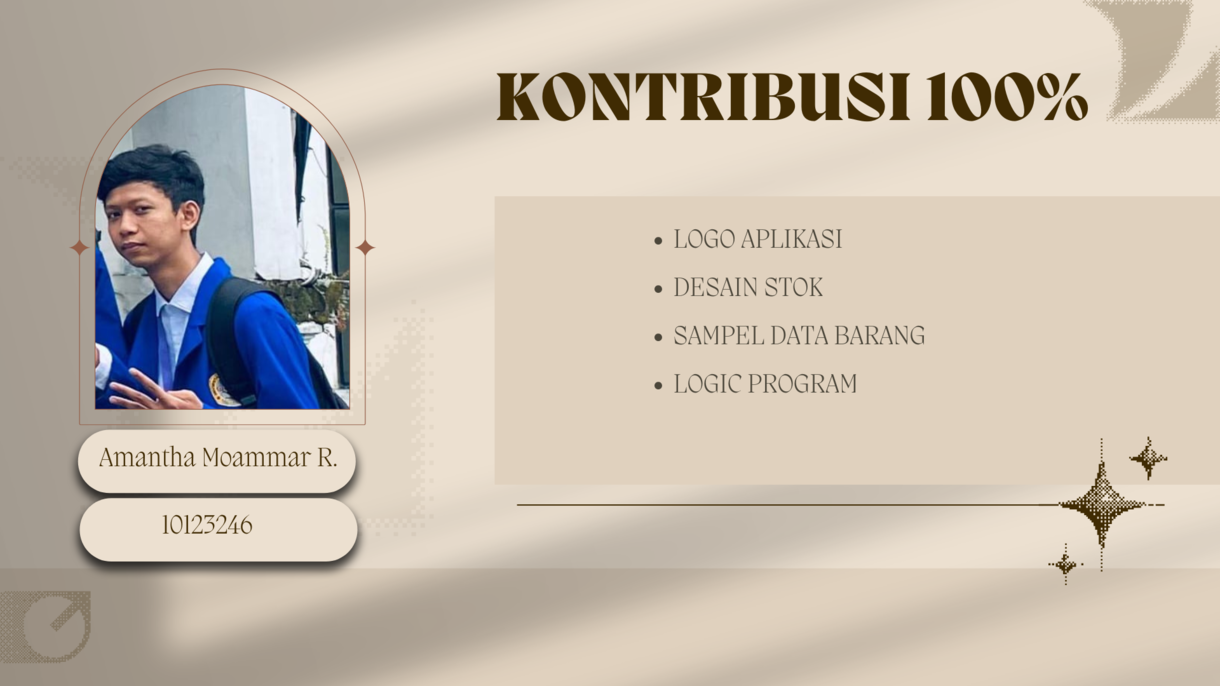 KONTRIBUSI 100%
• LOGO APLIKASI
• DESAIN STOK
• SAMPEL DATA BARANG
• LOGIC PROGRAM
Amantha Moammar R.
10123246